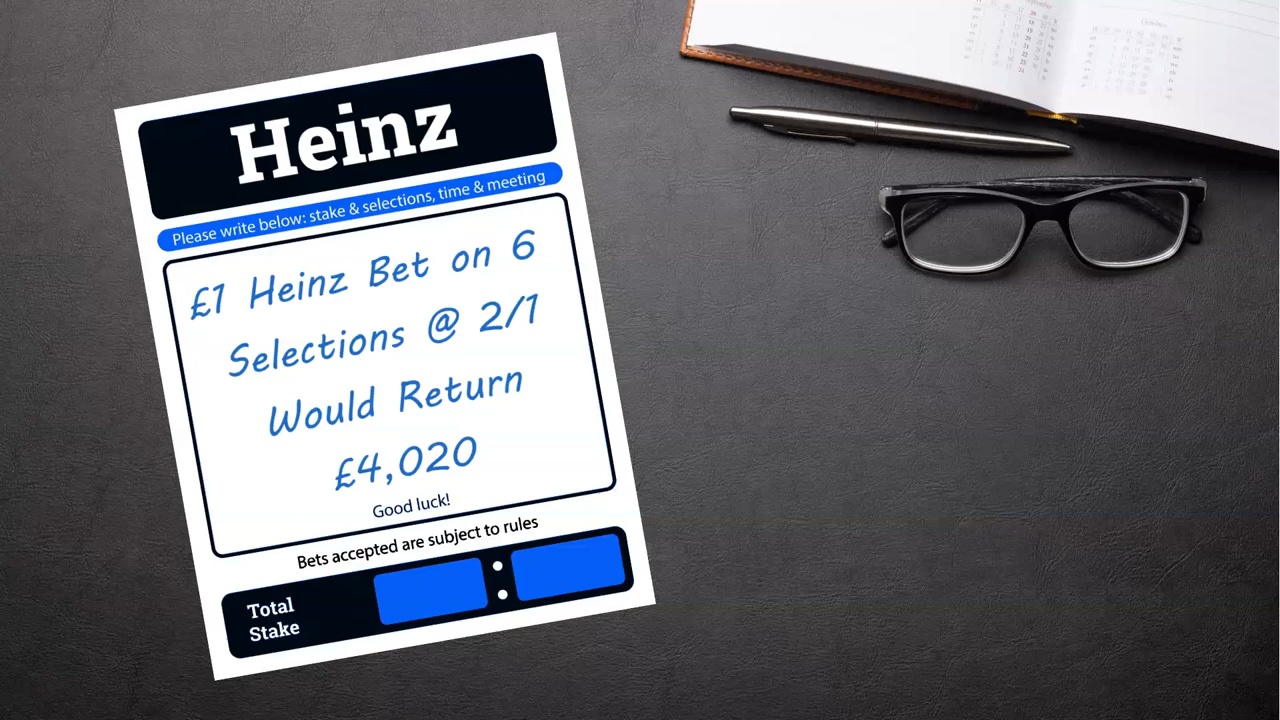 Heinz
Please write below: stake & selections, time & meeting
£1 Heinz Bet on 6
Selections @ 2/1
Would Return
£4,020
Good luck!
Bets accepted are subject to rules
Total
Stake